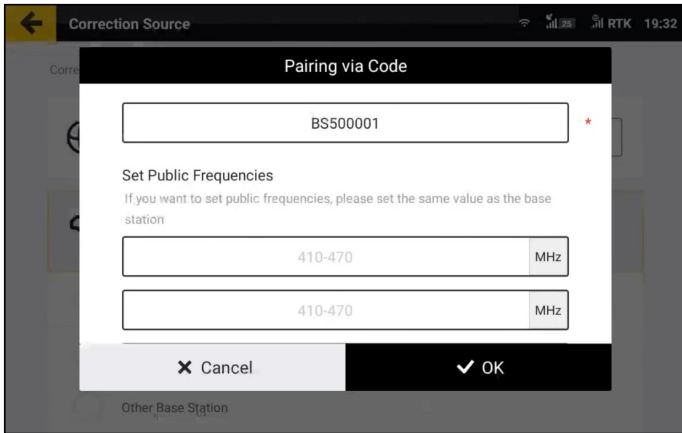 Correction Source
25
RTK 19:32
Corre
Pairing via Code
BS500001 *
Set Public Frequencies
If you want to set public frequencies, please set the same value as the base
station
410-470 MHz
410-470 MHz
Cancel
OK
Other Base Station